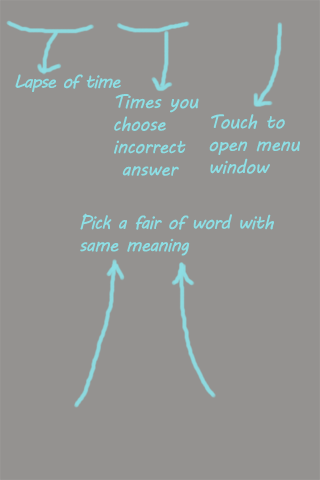 Lapse of time
Times you
choose
incorrect
answer
Touch to
open menu
window
Pick a fair of word with
same meaning